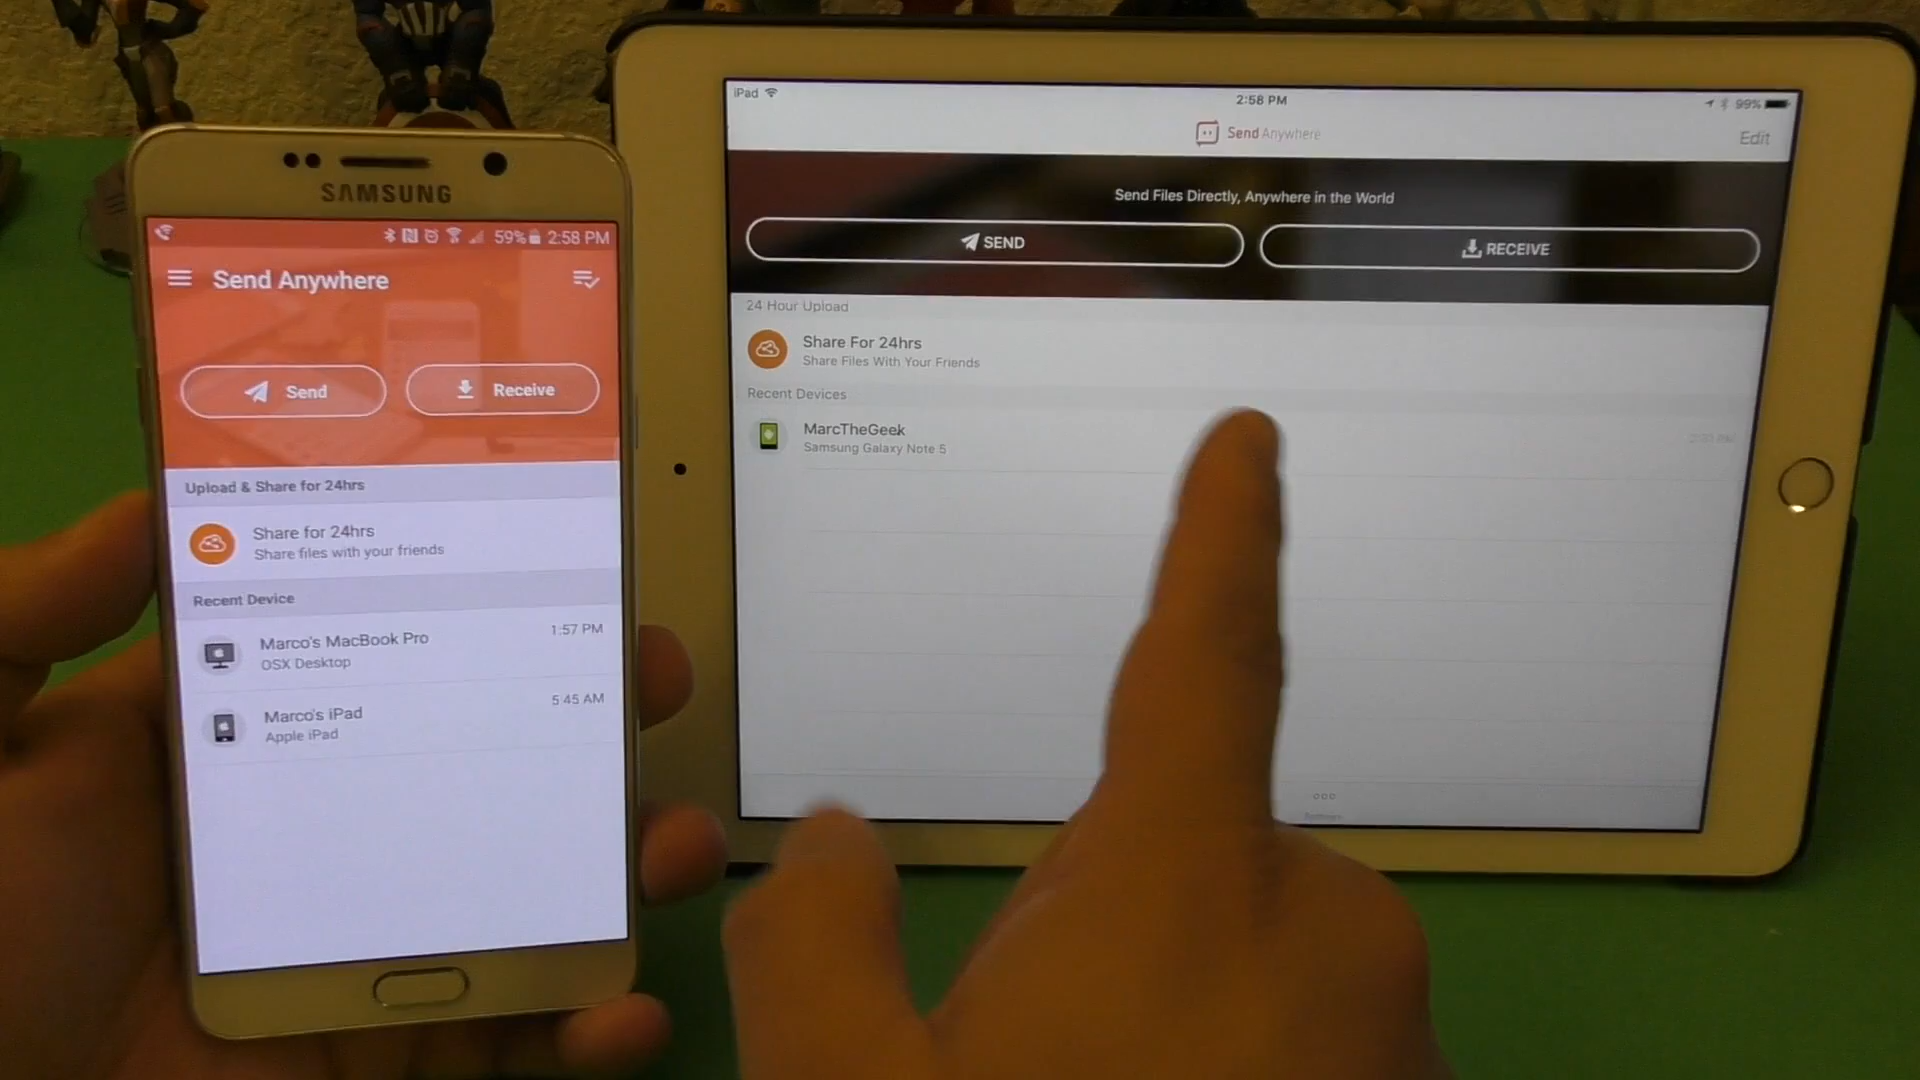 SAMSUNG
59% 2:58 PM
Send Anywhere
Send
Receive
Upload & Share for 24hrs
Share for 24hrs
Share files with your friends
Recent Device
Marco's MacBook Pro
1:57 PM
OSX Desktop
Marco's iPad
5:45 AM
Apple iPad
iPad
2:58 PM
99%
Send Anywhere
Edit
Send Files Directly, Anywhere in the World
SEND
RECEIVE
24 Hour Upload
Share For 24hrs
Share Files With Your Friends
Recent Devices
MarcTheGeek
Samsung Galaxy Note 5